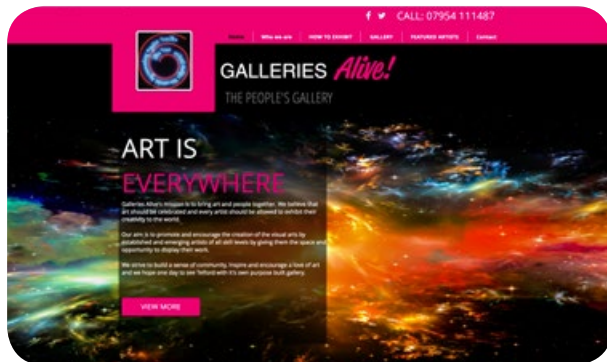 CALL: 07954 111487
Home Who we are HOW TO EXHIBIT GALLERY FEATURED ARTISTS Contact
GALLERIES Alive!
THE PEOPLE'S GALLERY
ART IS
EVERYWHERE
Galleries Alive's mission is to bring art and people together. We believe that
art should be celebrated and every artist should be allowed to exhibit their
creativity to the world.
Our aim is to promote and encourage the creation of the visual arts by
established and emerging artists of all skill levels by giving them the space and
opportunity to display their work.
We strive to build a sense of community, inspire and encourage a love of art
and we hope one day to see Telford with it's own purpose built gallery.
VIEW MORE